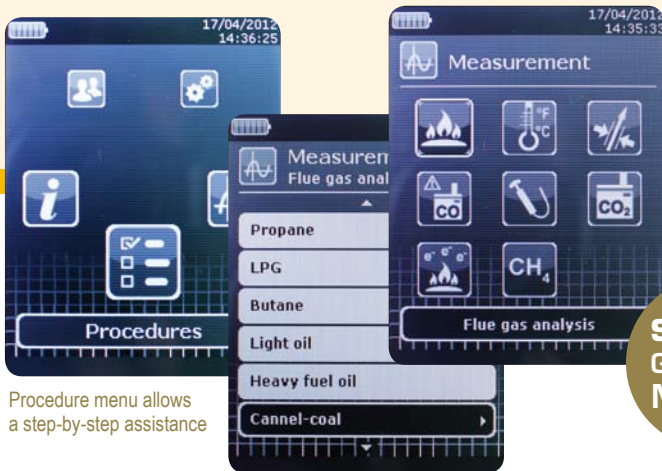 17/04/2012
14:36:25
Procedures
Procedure menu allows
a step-by-step assistance
Measurem
Flue gas anal
Propane
LPG
Butane
Light oil
Heavy fuel oil
Cannel-coal
17/04/2012
14:35:33
Measurement
°F
°C
CO
CO₂
e⁻ e⁻ e⁻
CH₄
Flue gas analysis